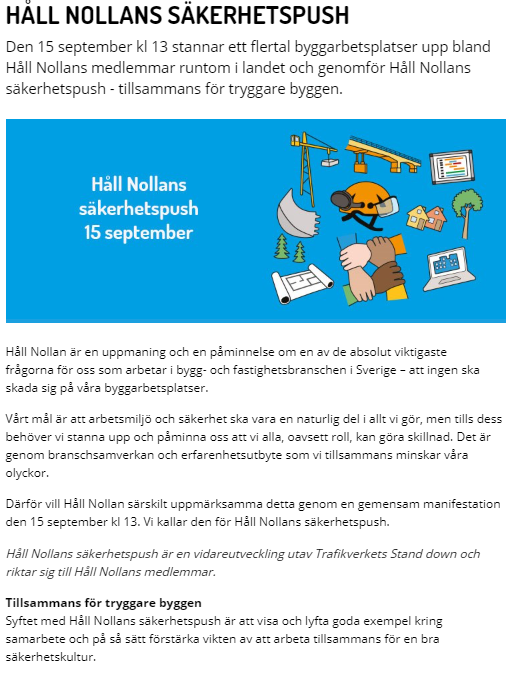 HÅLL NOLLANS SÄKERHETSPUSH
Den 15 september kl 13 stannar ett flertal byggarbetsplatser upp bland
Håll Nollans medlemmar runtom i landet och genomför Håll Nollans
säkerhetspush - tillsammans för tryggare byggen.
Håll Nollans
säkerhetspush
15 september
Håll Nollan är en uppmaning och en påminnelse om en av de absolut viktigaste
frågorna för oss som arbetar i bygg- och fastighetsbranschen i Sverige – att ingen ska
skada sig på våra byggarbetsplatser.
Vårt mål är att arbetsmiljö och säkerhet ska vara en naturlig del i allt vi gör, men tills dess
behöver vi stanna upp och påminna oss att vi alla, oavsett roll, kan göra skillnad. Det är
genom branschsamverkan och erfarenhetsutbyte som vi tillsammans minskar våra
olyckor.
Därför vill Håll Nollan särskilt uppmärksamma detta genom en gemensam manifestation
den 15 september kl 13. Vi kallar den för Håll Nollans säkerhetspush.
Håll Nollans säkerhetspush är en vidareutveckling utav Trafikverkets Stand down och
riktar sig till Håll Nollans medlemmar.
Tillsammans för tryggare byggen
Syftet med Håll Nollans säkerhetspush är att visa och lyfta goda exempel kring
samarbete och på så sätt förstärka vikten av att arbeta tillsammans för en bra
säkerhetskultur.